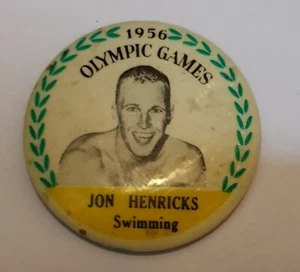 1956
OLYMPIC GAMES
JON HENRICKS
Swimming